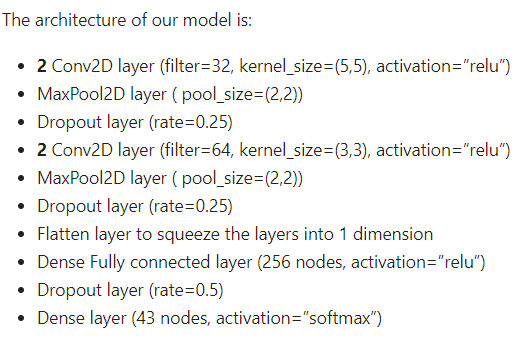 The architecture of our model is:
• 2 Conv2D layer (filter=32, kernel_size=(5,5), activation=”relu”)
• MaxPool2D layer ( pool_size=(2,2))
• Dropout layer (rate=0.25)
• 2 Conv2D layer (filter=64, kernel_size=(3,3), activation=”relu”)
• MaxPool2D layer ( pool_size=(2,2))
• Dropout layer (rate=0.25)
• Flatten layer to squeeze the layers into 1 dimension
• Dense Fully connected layer (256 nodes, activation=”relu”)
• Dropout layer (rate=0.5)
• Dense layer (43 nodes, activation=”softmax”)